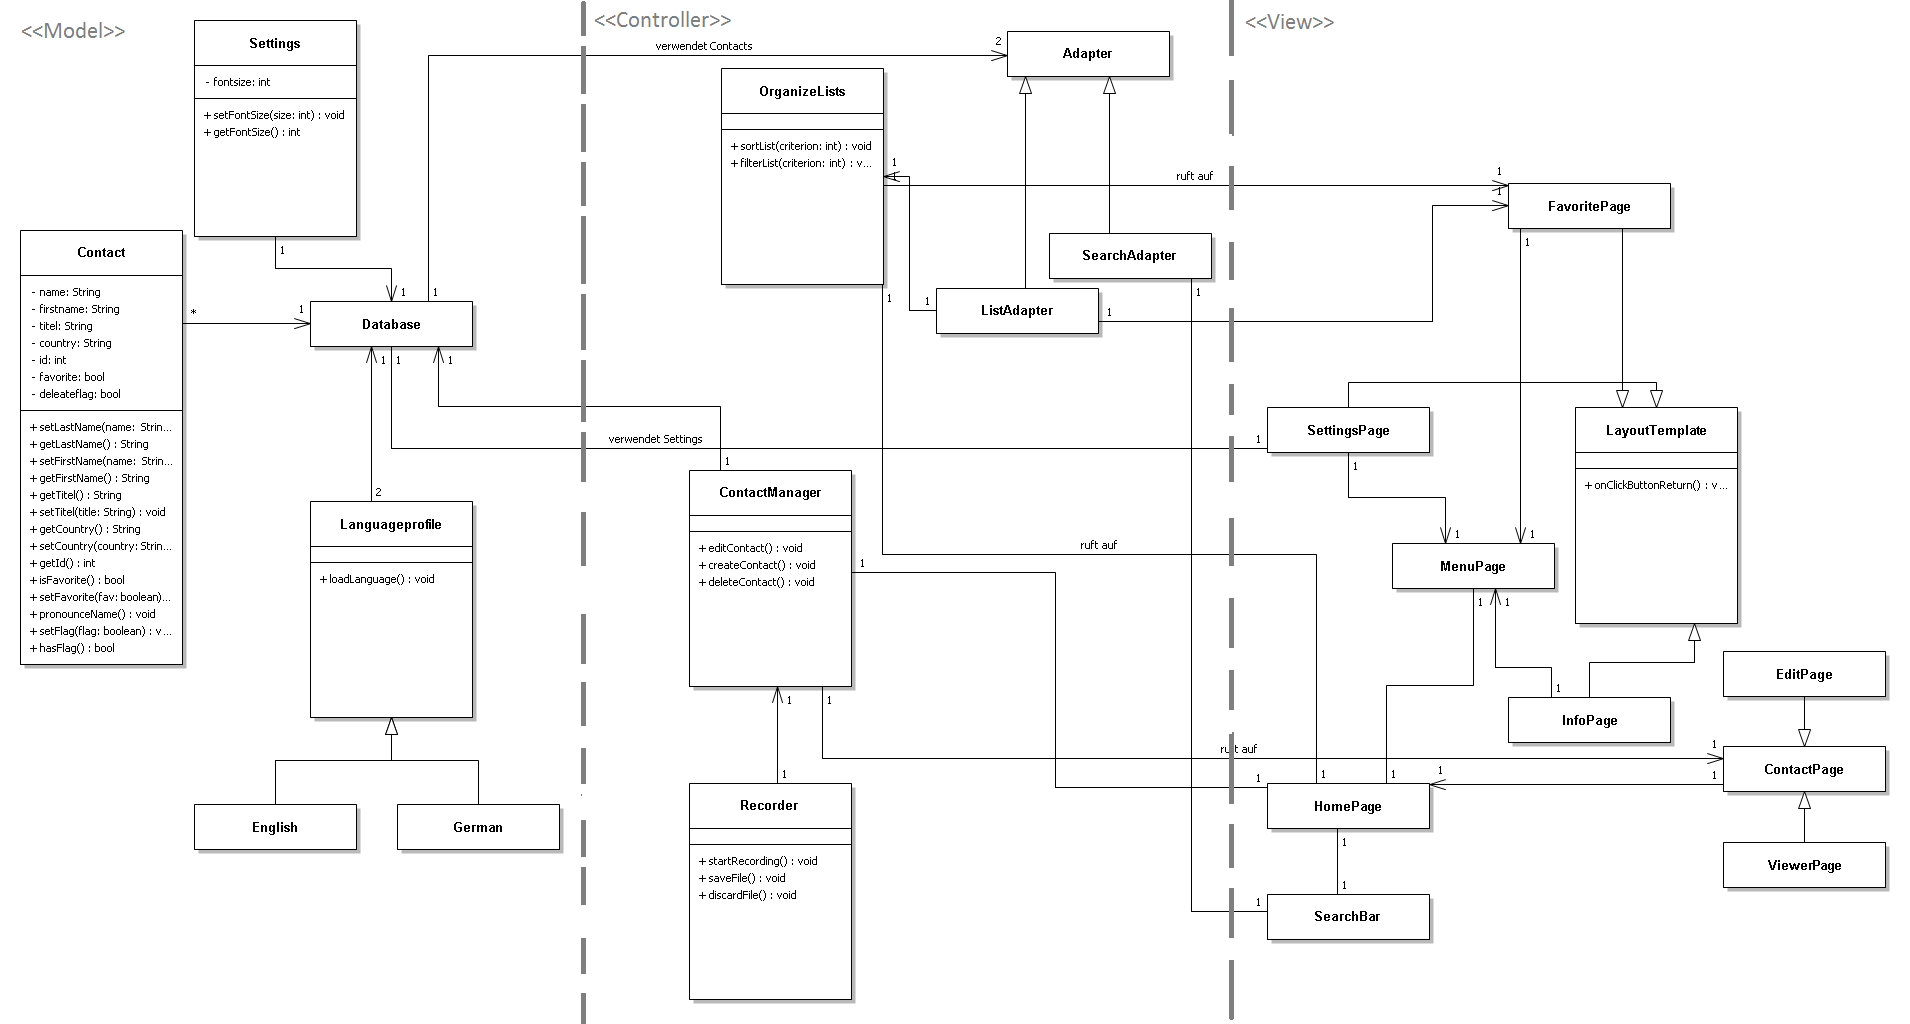 <<Model>>
<<Controller>>
<<View>>
Settings
- fontsize: int
+ setFontSize(size: int) : void
+ getFontSize() : int
1
Contact
- name: String
- firstname: String
- titel: String
- country: String
- id: int
- favorite: bool
- deleateflag: bool
+ setLastName(name: Strin...
+ getLastName() : String
+ setFirstName(name: Strin...
+ getFirstName() : String
+ getTitel() : String
+ setTitel(title: String) : void
+ getCountry() : String
+ setCountry(country: Strin...
+ getId() : int
+ isFavorite() : bool
+ setFavorite(fav: boolean)...
+ pronounceName() : void
+ setFlag(flag: boolean) : v...
+ hasFlag() : bool
*
1
1
1
Database
1
1
1
2
Languageprofile
+ loadLanguage() : void
English
German
verwendet Contacts
2
Adapter
OrganizeLists
+ sortList(criterion: int) : void
+ filterList(criterion: int) : v...
1
1
ruft auf
1
1
SearchAdapter
1
1
1
ListAdapter
1
verwendet Settings
1
1
ContactManager
+ editContact() : void
+ createContact() : void
+ deleteContact() : void
1
ruft auf
1
1
1
Recorder
+ startRecording() : void
+ saveFile() : void
+ discardFile() : void
ruft auf
FavoritePage
1
SettingsPage
1
LayoutTemplate
+ onClickButtonReturn() : v...
1
1
MenuPage
1
1
1
InfoPage
EditPage
1
ContactPage
1
1
1
1
1
HomePage
1
1
1
SearchBar
ViewerPage